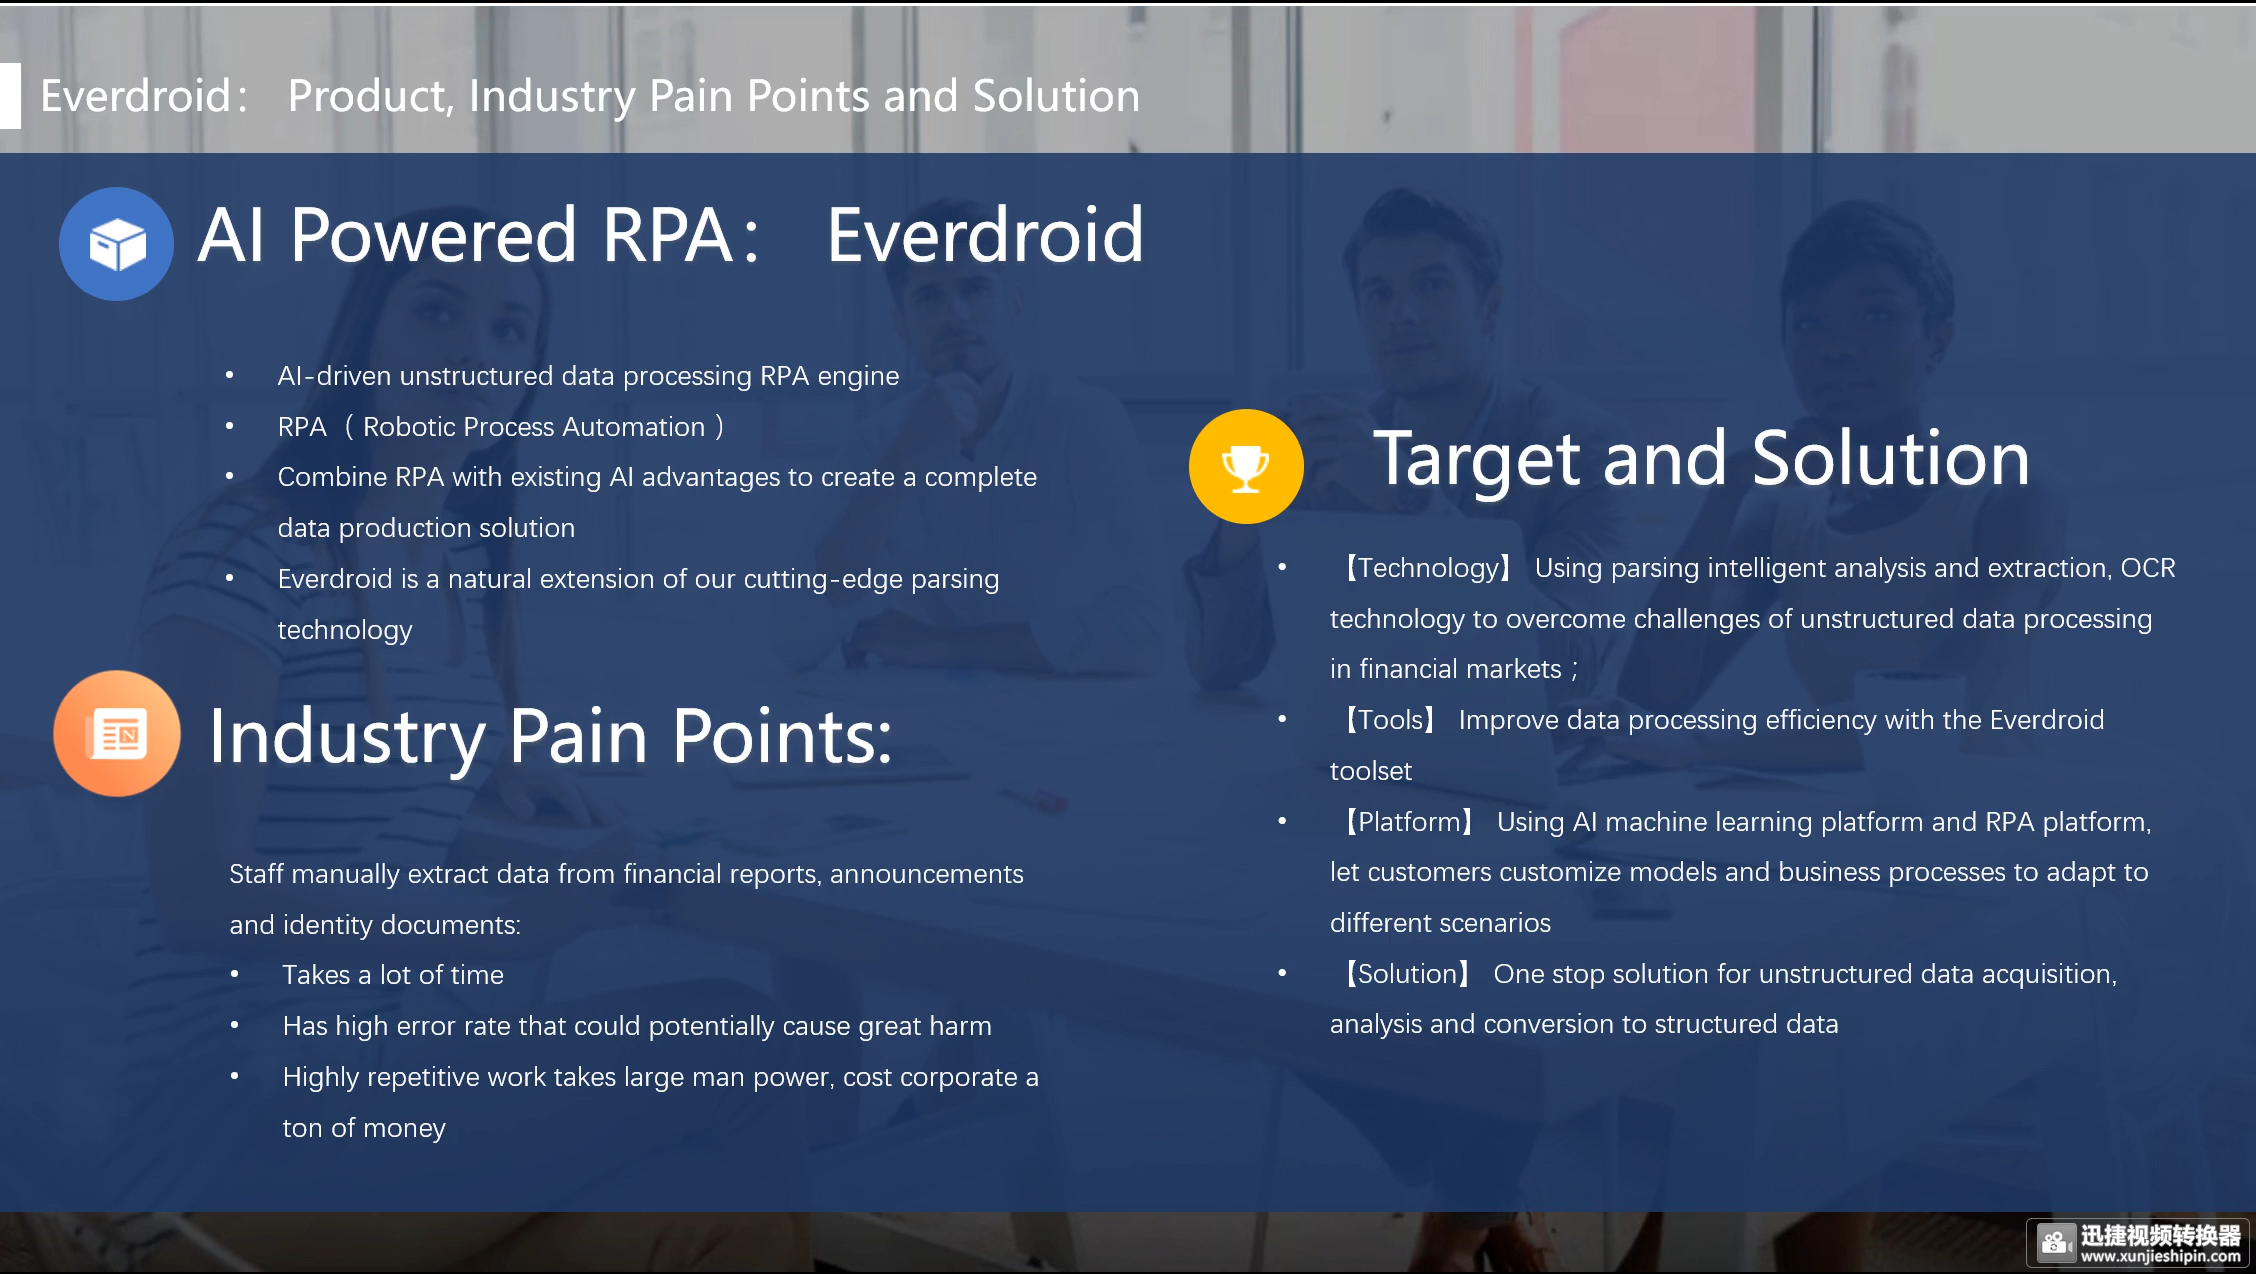 Everdroid： Product, Industry Pain Points and Solution
AI Powered RPA： Everdroid
• AI-driven unstructured data processing RPA engine
• RPA （ Robotic Process Automation ）
• Combine RPA with existing AI advantages to create a complete
data production solution
• Everdroid is a natural extension of our cutting-edge parsing
technology
Industry Pain Points:
Staff manually extract data from financial reports, announcements
and identity documents:
• Takes a lot of time
• Has high error rate that could potentially cause great harm
• Highly repetitive work takes large man power, cost corporate a
ton of money
Target and Solution
• 【Technology】 Using parsing intelligent analysis and extraction, OCR
technology to overcome challenges of unstructured data processing
in financial markets；
• 【Tools】 Improve data processing efficiency with the Everdroid
toolset
• 【Platform】 Using AI machine learning platform and RPA platform,
let customers customize models and business processes to adapt to
different scenarios
• 【Solution】 One stop solution for unstructured data acquisition,
analysis and conversion to structured data
N
迅捷视频转换器
www.xunjieshipin.com